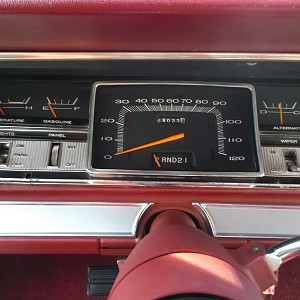 30 40 50 60 70 80 90
20 100
10 110
0 120
H E F
TEMPERATURE GASOLINE
ALTERNATOR
RND21
LIGHTS PANEL
WIPER